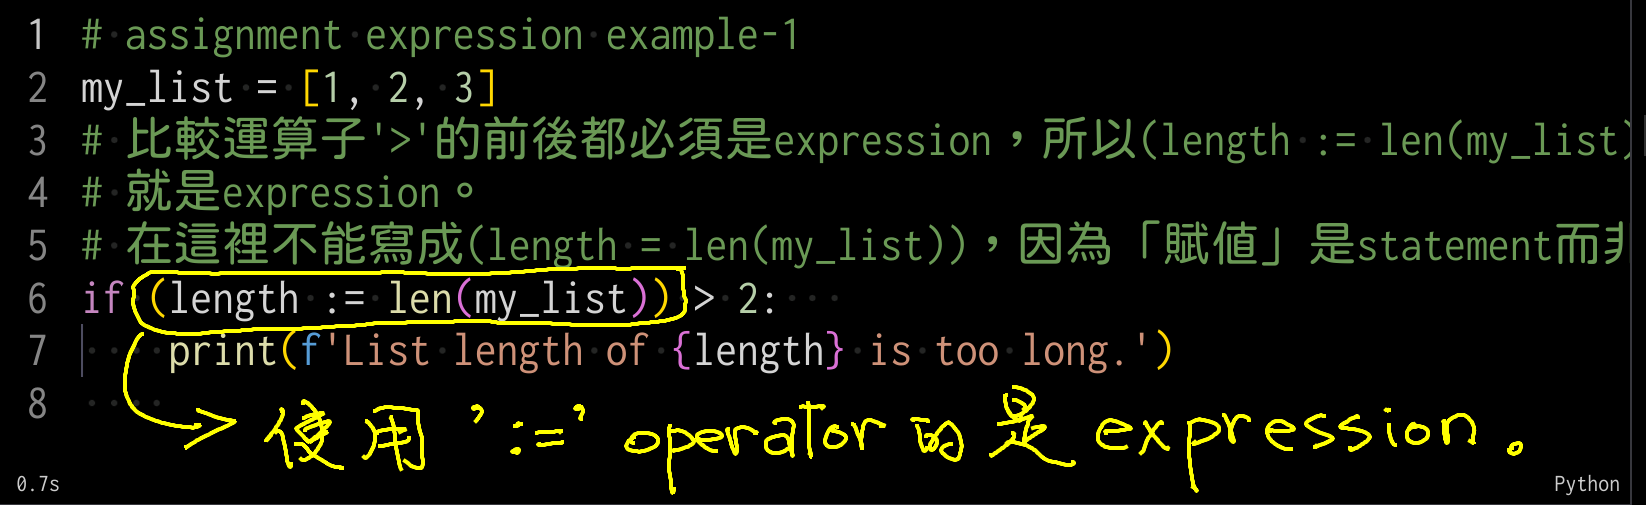 1 # assignment expression example-1
2 my_list = [1, 2, 3]
3 # 比較運算子'>'的前後都必須是expression，所以(length := len(my_list)
4 # 就是expression。
5 # 在這裡不能寫成(length = len(my_list))，因為「賦值」是statement而非
6 if (length := len(my_list)) > 2:
7 print(f'List length of {length} is too long.')
8
使用 ':=' operator 的是 expression。
0.7s
Python